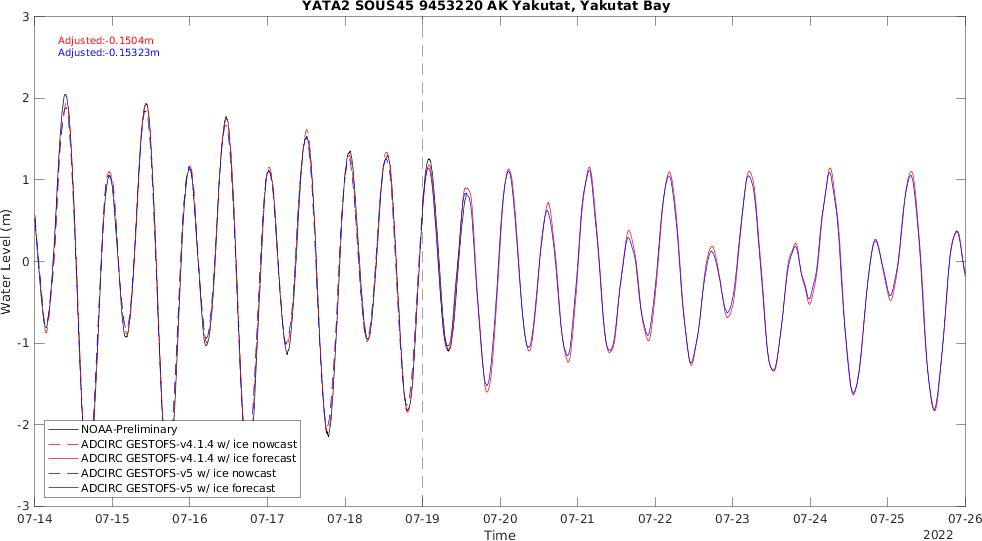 YATA2 SOUS45 9453220 AK Yakutat, Yakutat Bay
Adjusted:-0.1504m
Adjusted:-0.15323m
3
2
1
0
-1
-2
-3
Water Level (m)
NOAA-Preliminary
ADCIRC GESTOFS-v4.1.4 w/ ice nowcast
ADCIRC GESTOFS-v4.1.4 w/ ice forecast
ADCIRC GESTOFS-v5 w/ ice nowcast
ADCIRC GESTOFS-v5 w/ ice forecast
07-14 07-15 07-16 07-17 07-18 07-19 07-20 07-21 07-22 07-23 07-24 07-25 07-26
Time
2022